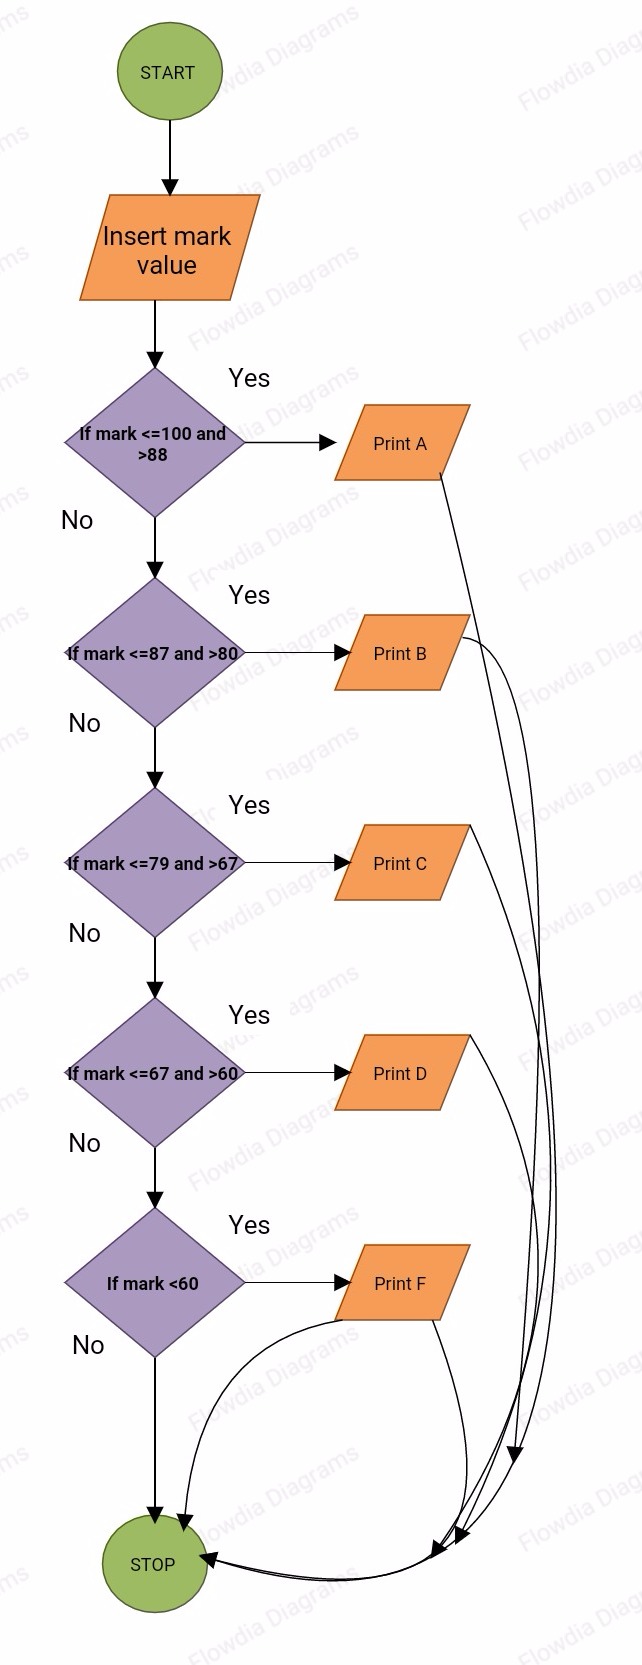 START
Insert mark
value
Yes
If mark <=100 and
>88
Print A
No
Yes
If mark <=87 and >80
Print B
No
Yes
If mark <=79 and >67
Print C
No
Yes
If mark <=67 and >60
Print D
No
Yes
If mark <60
Print F
No
STOP
Flowdia Diagrams